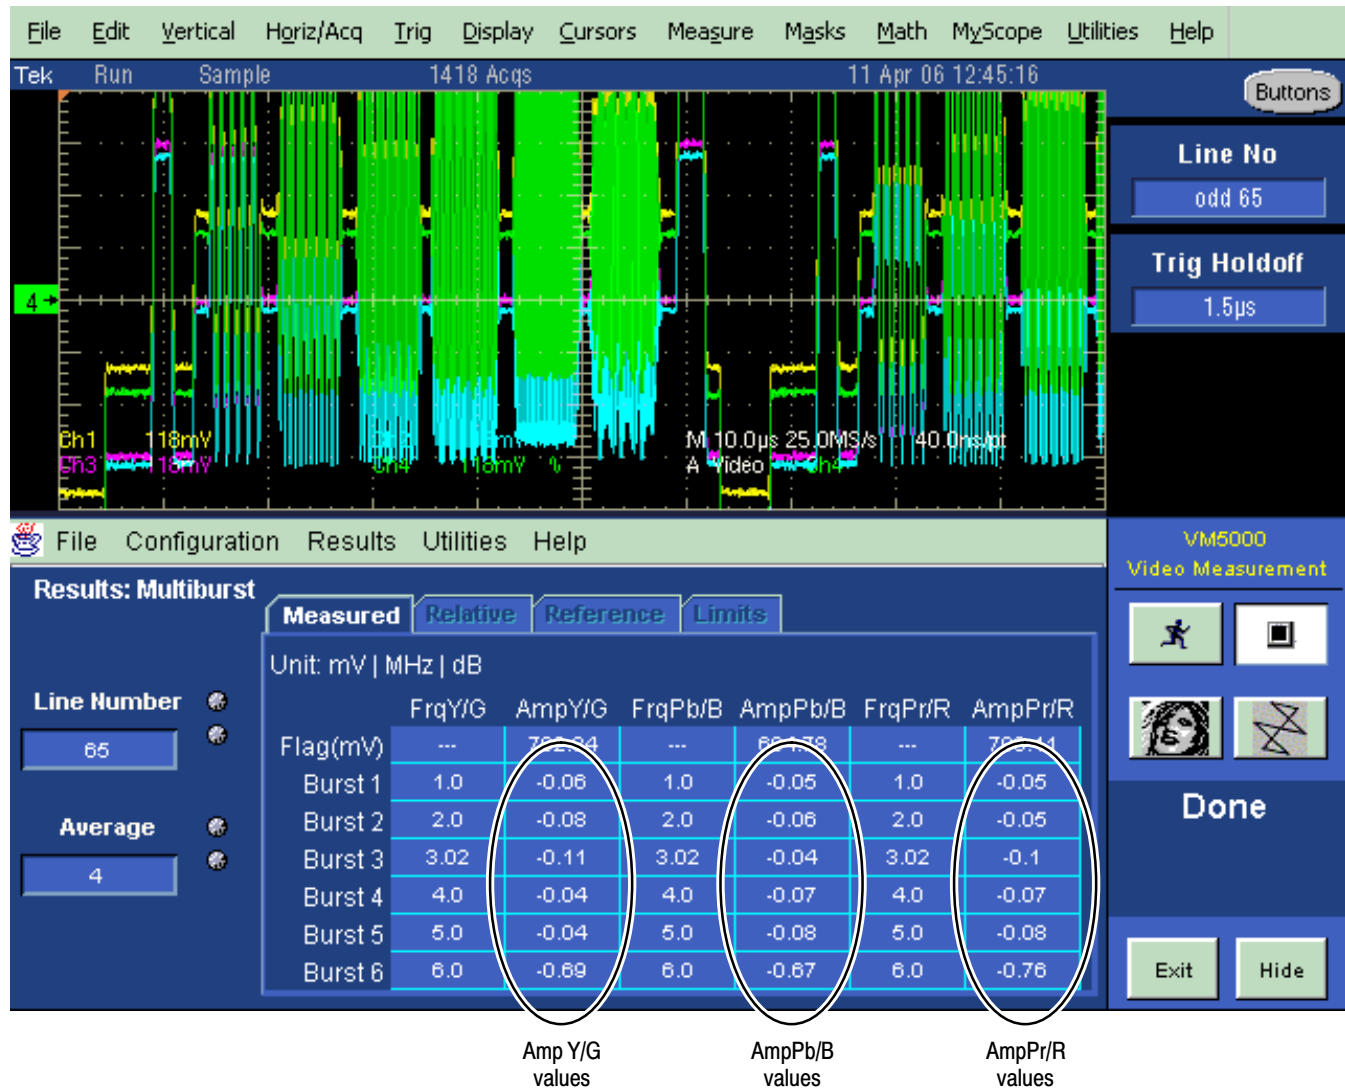 File Edit Vertical Horiz/Acq Trig Display Cursors Measure Masks Math MyScope Utilities Help
Tek Run Sample 1418 Acqs 11 Apr 06 12:45:16
Buttons
Line No
odd 65
Trig Holdoff
1.5µs
4
Ch1 118mV M 10.0µs 25.0MS/s 40.0ns/pt
Ch3 118mV Ch4 118mV A Video Ch4
File Configuration Results Utilities Help
VM5000
Video Measurement
Results: Multiburst
Measured Relative Reference Limits
Unit: mV | MHz | dB
Line Number
65
Average
4
FrqY/G AmpY/G FrqPb/B AmpPb/B FrqPr/R AmpPr/R
Flag(mV) --- --- ---
Burst 1 1.0 -0.06 1.0 -0.05 1.0 -0.05
Burst 2 2.0 -0.08 2.0 -0.06 2.0 -0.05
Burst 3 3.02 -0.11 3.02 -0.04 3.02 -0.1
Burst 4 4.0 -0.04 4.0 -0.07 4.0 -0.07
Burst 5 5.0 -0.04 5.0 -0.08 5.0 -0.08
Burst 6 6.0 -0.69 6.0 -0.67 6.0 -0.76
Done
Exit Hide
Amp Y/G
values
AmpPb/B
values
AmpPr/R
values